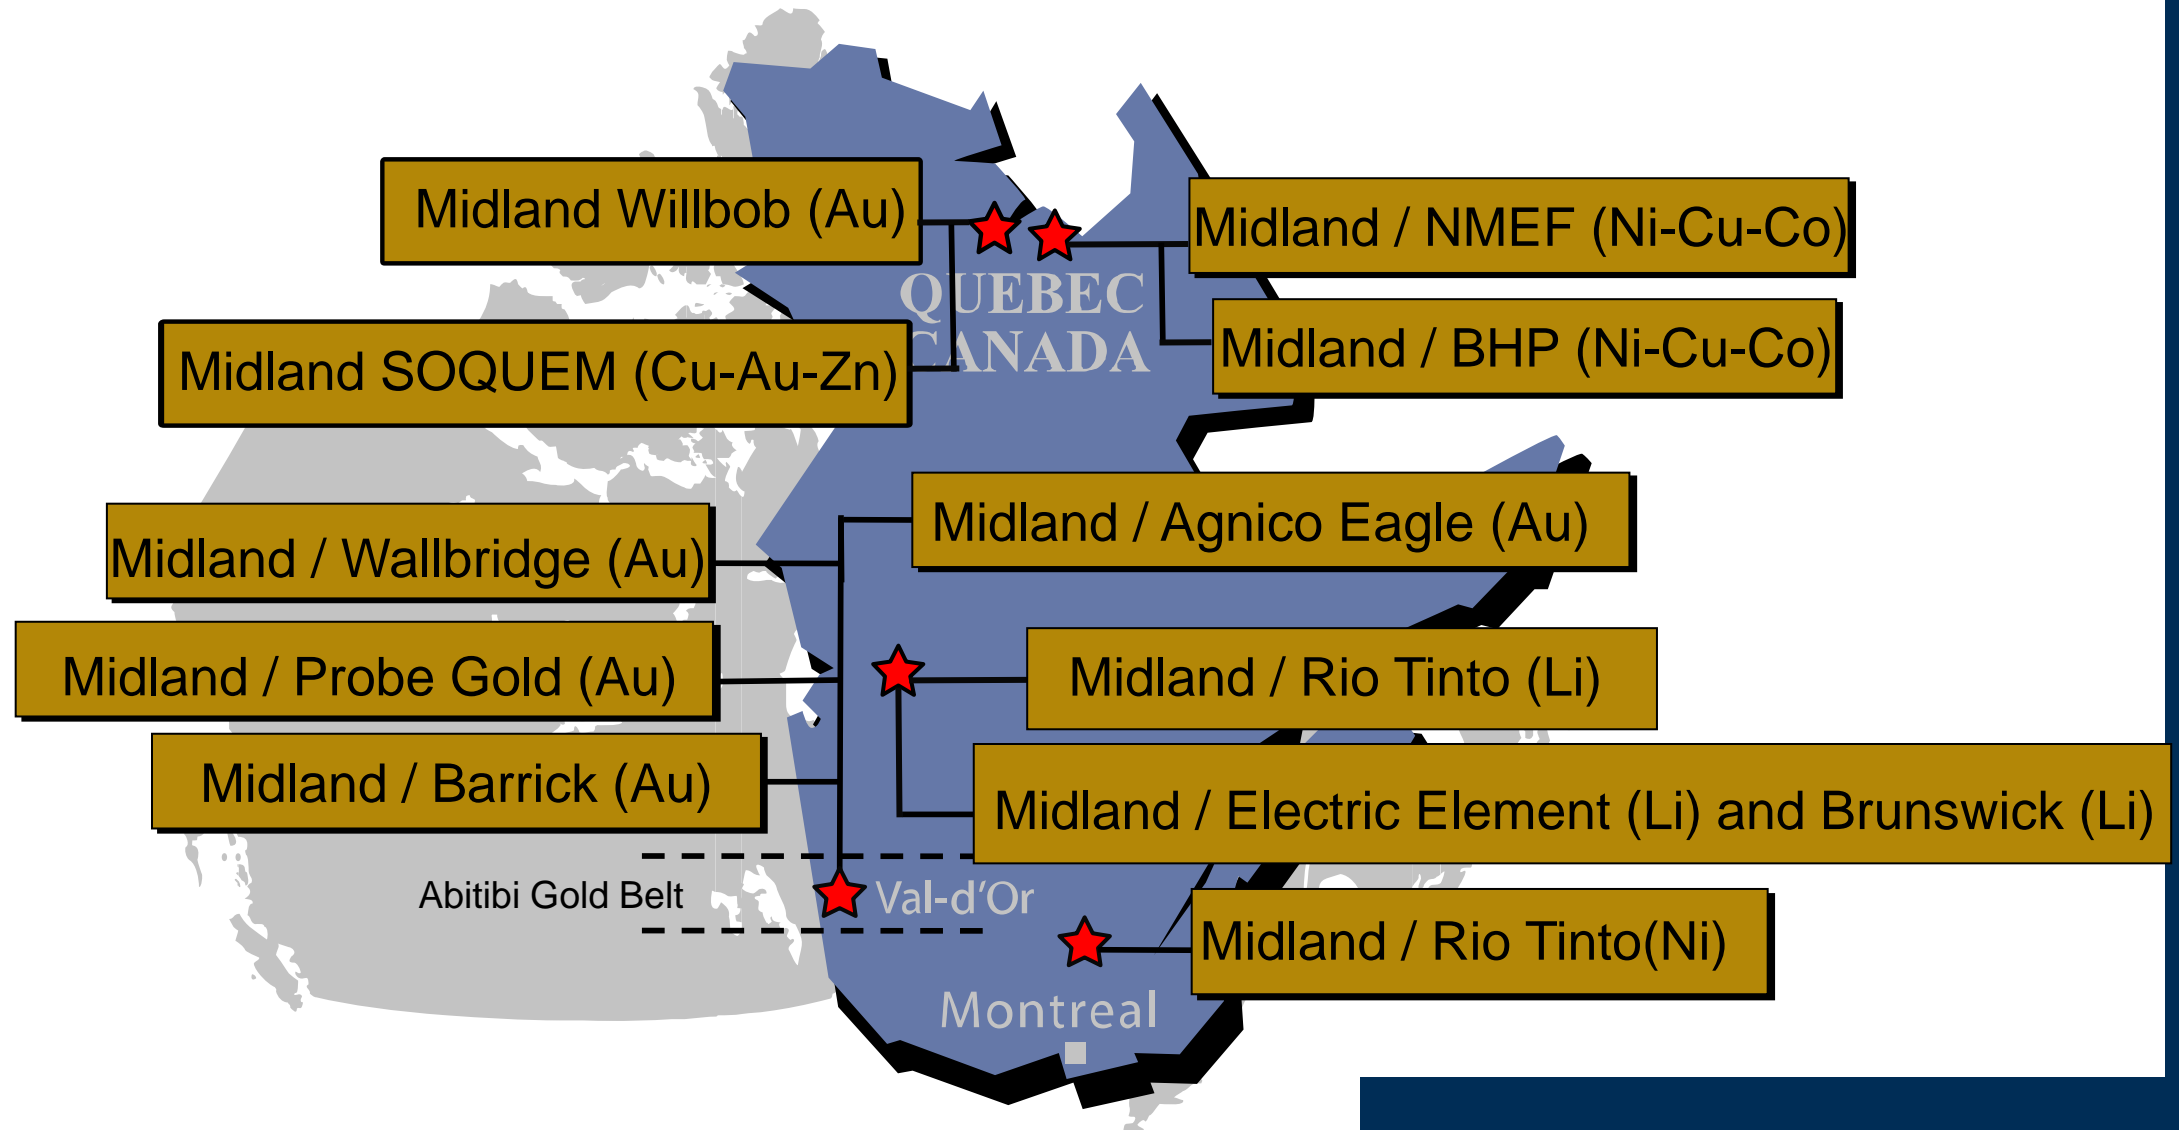 Midland Willbob (Au)
Midland / NMEF (Ni-Cu-Co)
QUEBEC
CANADA
Midland / BHP (Ni-Cu-Co)
Midland SOQUEM (Cu-Au-Zn)
Midland / Agnico Eagle (Au)
Midland / Wallbridge (Au)
Midland / Probe Gold (Au)
Midland / Rio Tinto (Li)
Midland / Barrick (Au)
Midland / Electric Element (Li) and Brunswick (Li)
Abitibi Gold Belt
Val-d'Or
Midland / Rio Tinto(Ni)
Montreal